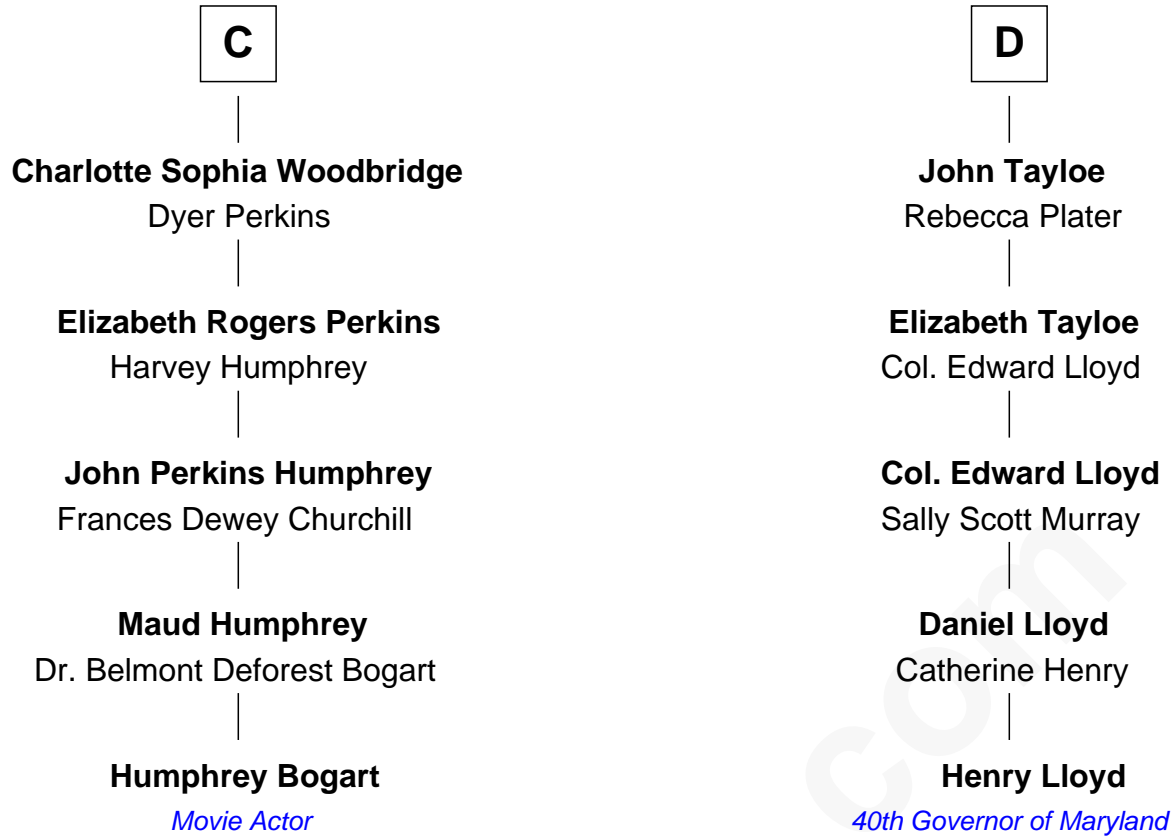 C
Charlotte Sophia Woodbridge
Dyer Perkins
Elizabeth Rogers Perkins
Harvey Humphrey
John Perkins Humphrey
Frances Dewey Churchill
Maud Humphrey
Dr. Belmont Deforest Bogart
Humphrey Bogart
Movie Actor
D
John Tayloe
Rebecca Plater
Elizabeth Tayloe
Col. Edward Lloyd
Col. Edward Lloyd
Sally Scott Murray
Daniel Lloyd
Catherine Henry
Henry Lloyd
40th Governor of Maryland
com